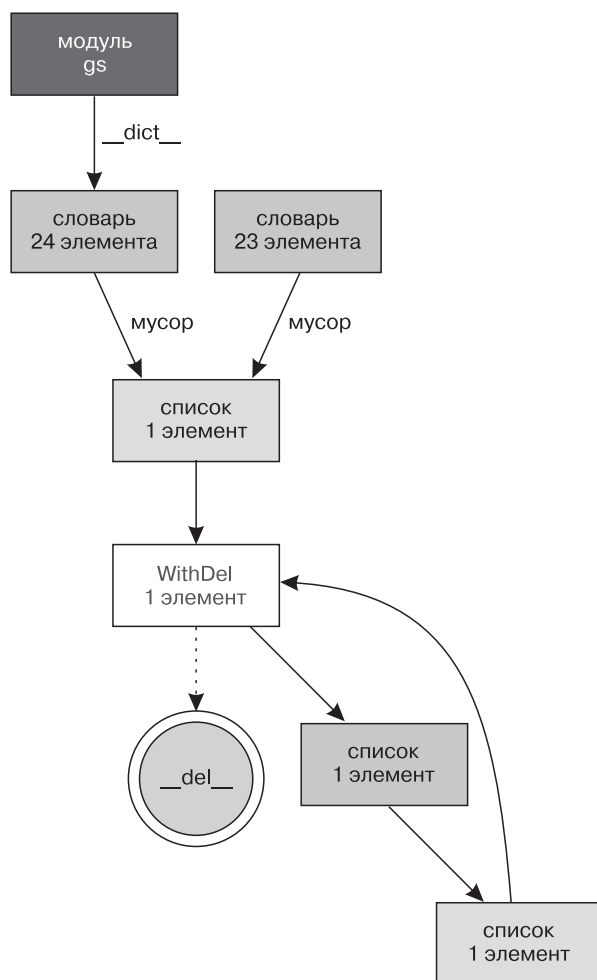 модуль
gs
__dict__
словарь
24 элемента
словарь
23 элемента
мусор
мусор
список
1 элемент
WithDel
1 элемент
__del__
список
1 элемент
список
1 элемент